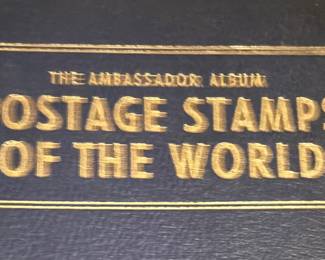 THE AMBASSADOR ALBUM
OSTAGE STAMPS
OF THE WORLD